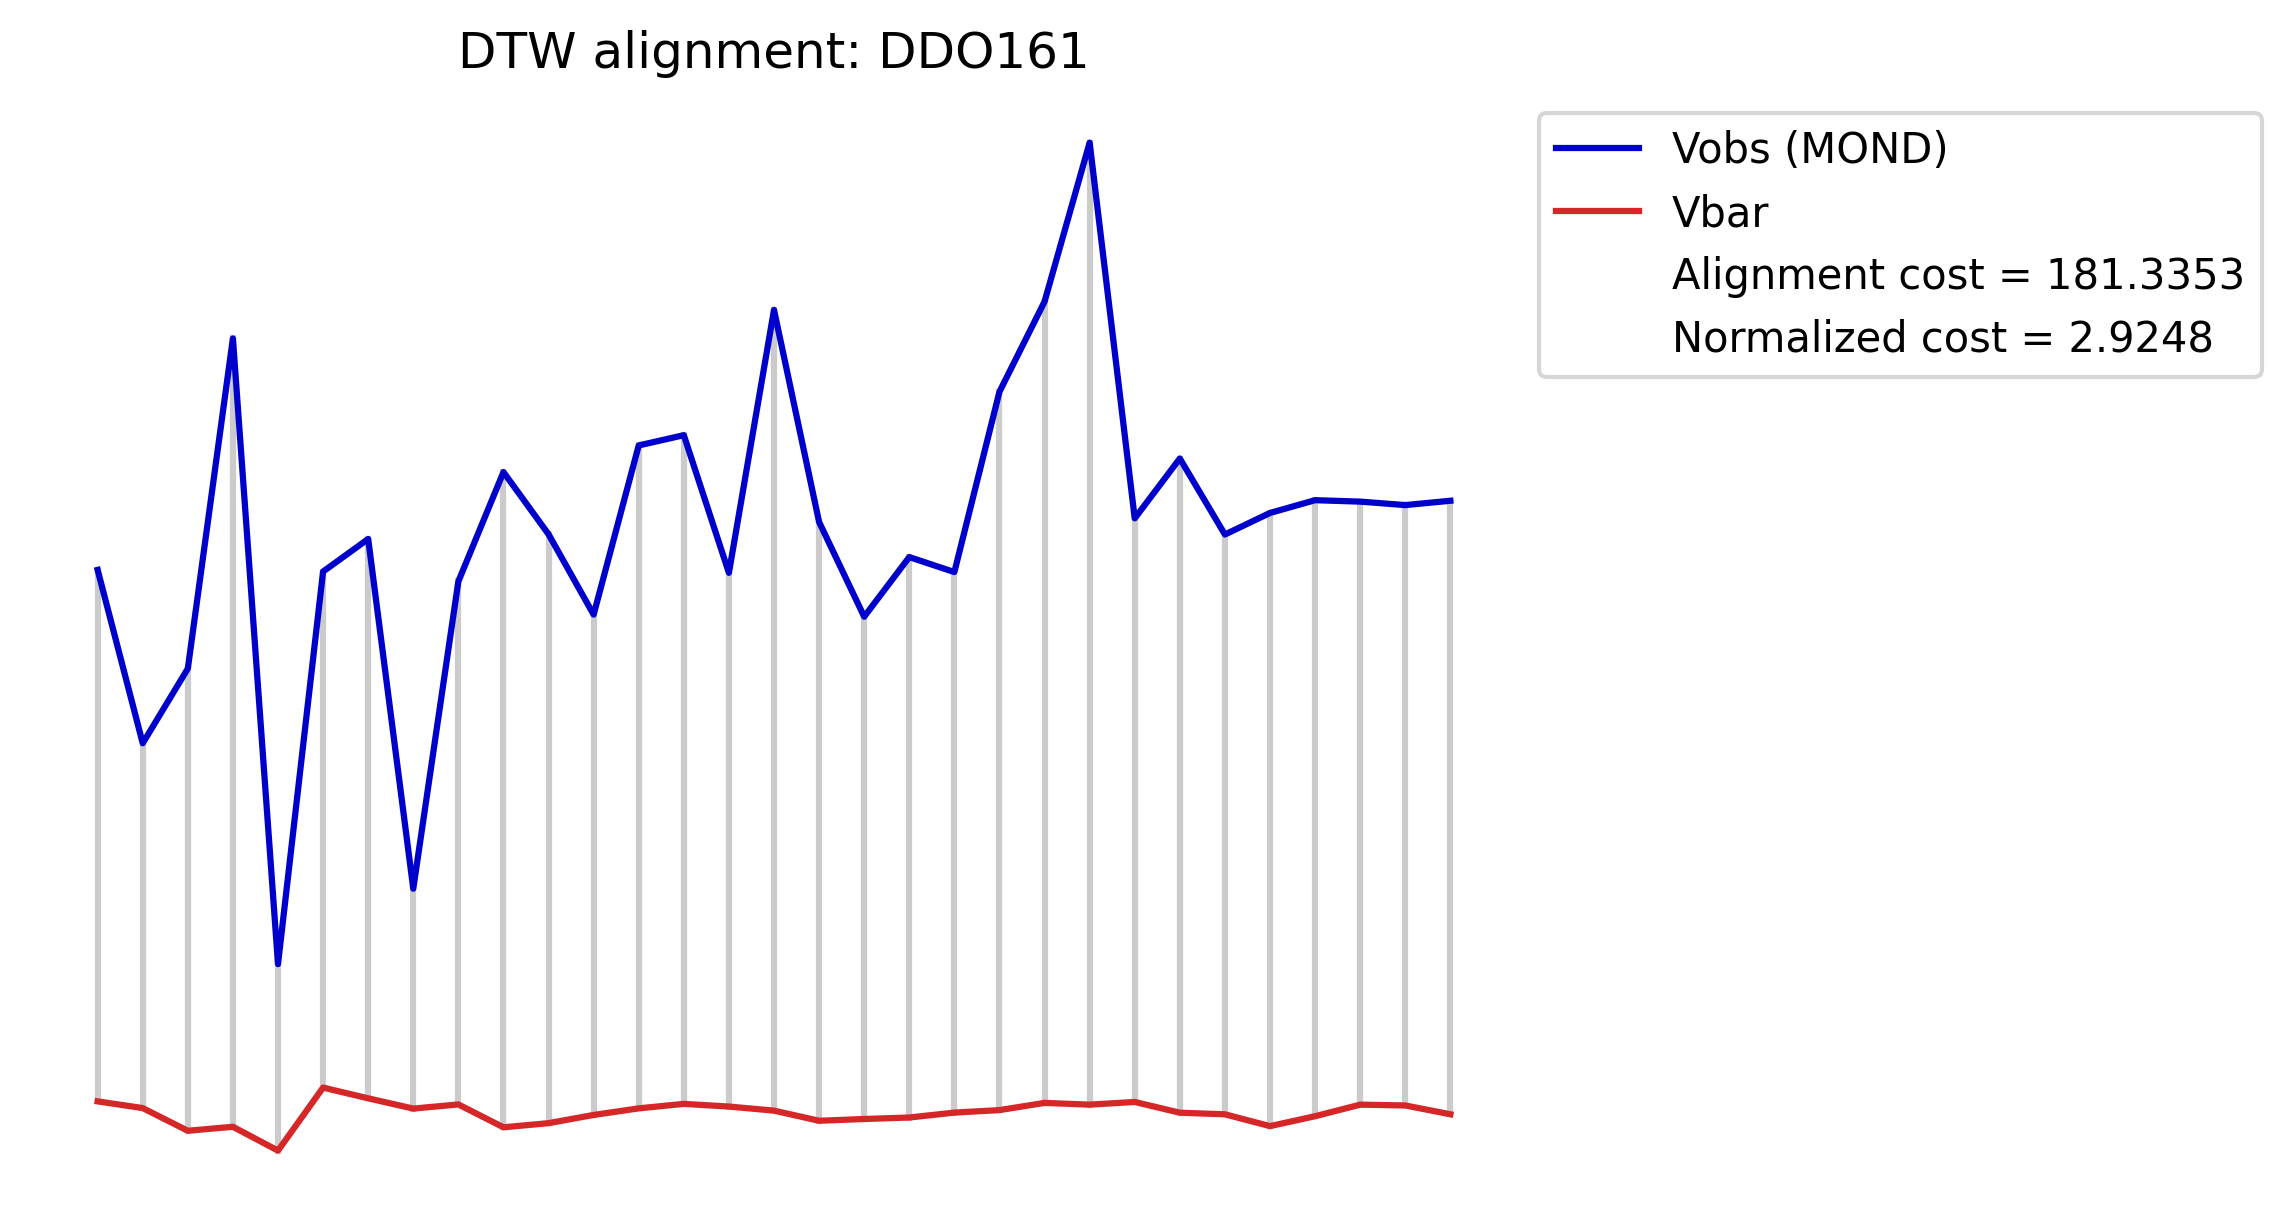 DTW alignment: DDO161
Vobs (MOND)
Vbar
Alignment cost = 181.3353
Normalized cost = 2.9248